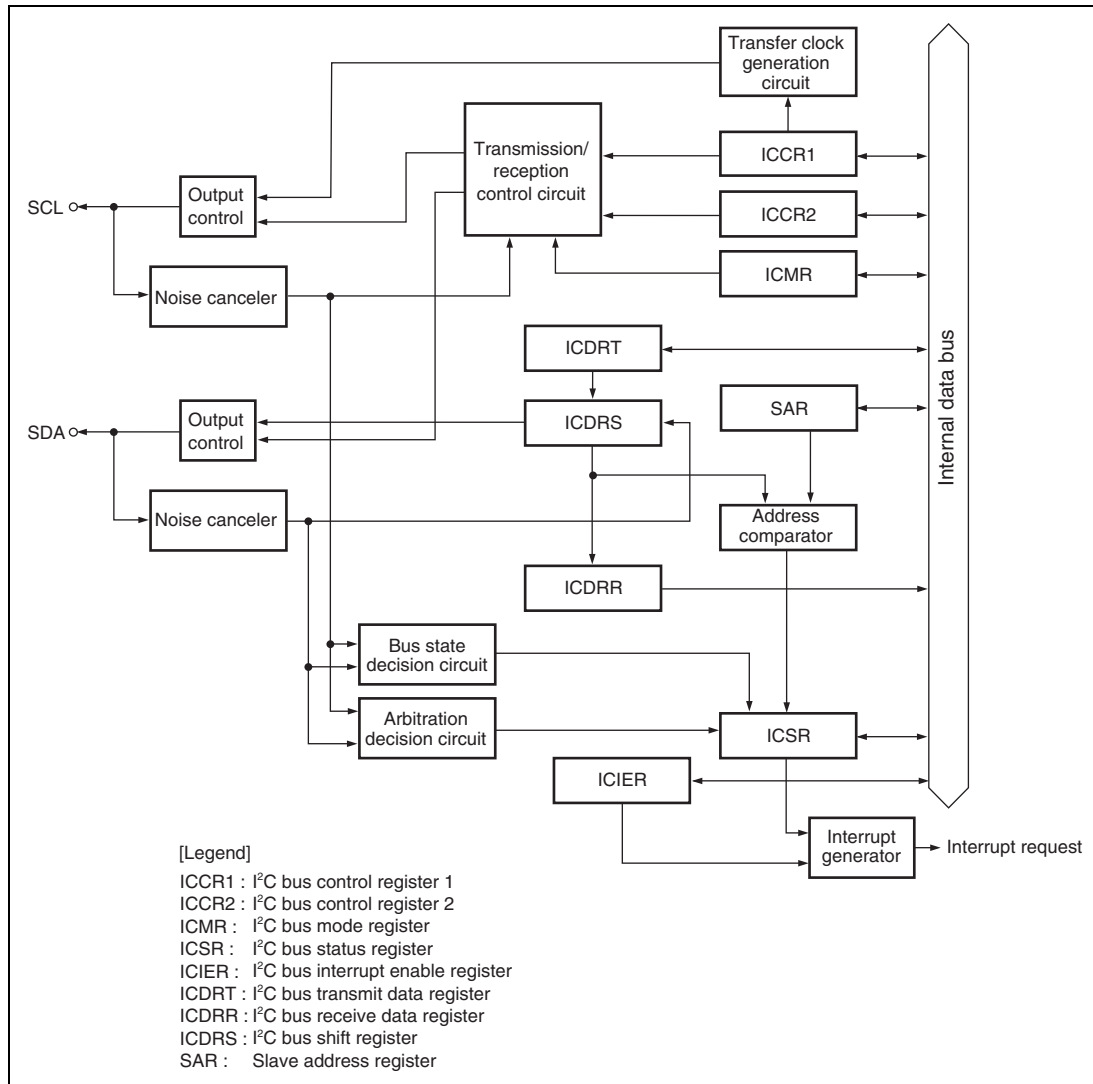 Transfer clock
generation
circuit
Transmission/
reception
control circuit
ICCR1
SCL
Output
control
ICCR2
Noise canceler
ICMR
ICDRT
Internal data bus
SDA
Output
control
ICDRS
SAR
Noise canceler
Address
comparator
ICDRR
Bus state
decision circuit
Arbitration
decision circuit
ICSR
ICIER
Interrupt
generator
Interrupt request
[Legend]
ICCR1 : I²C bus control register 1
ICCR2 : I²C bus control register 2
ICMR : I²C bus mode register
ICSR : I²C bus status register
ICIER : I²C bus interrupt enable register
ICDRT : I²C bus transmit data register
ICDRR : I²C bus receive data register
ICDRS : I²C bus shift register
SAR : Slave address register